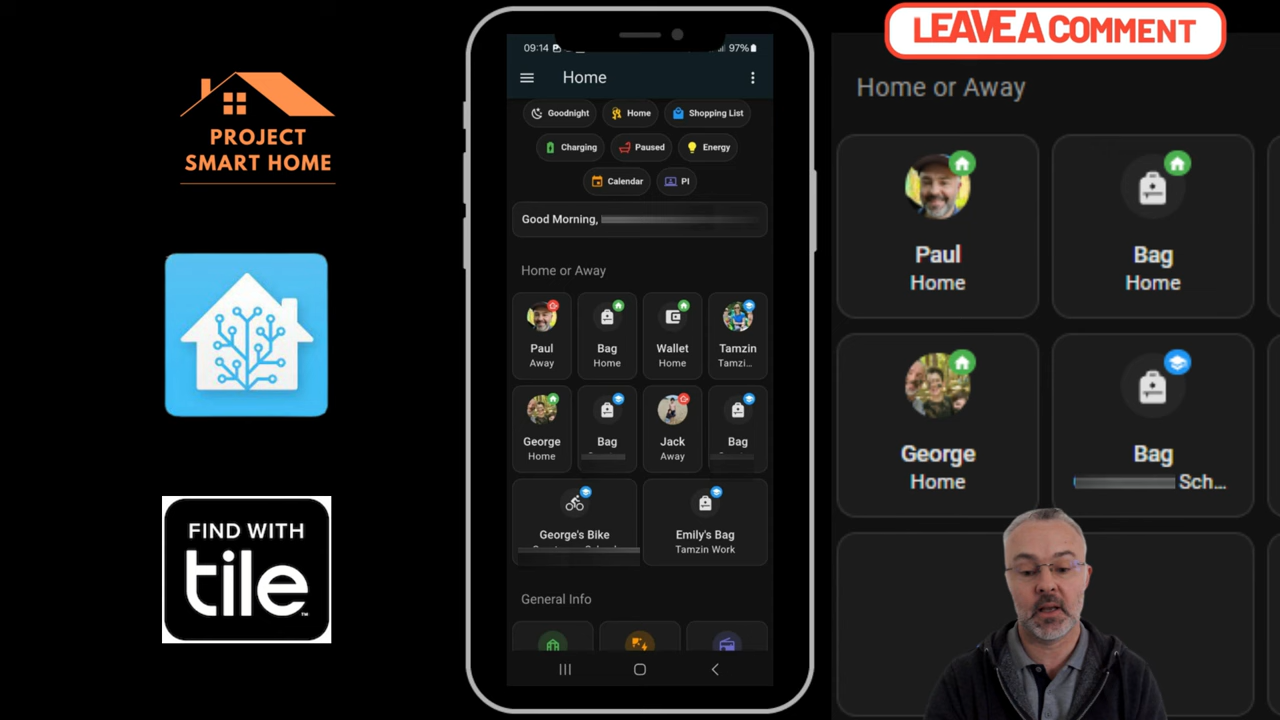 PROJECT
SMART HOME
FIND WITH
tile
09:14
97%
Home
Goodnight
Home
Shopping List
Charging
Paused
Energy
Calendar
PI
Good Morning,
Home or Away
Paul
Away
Bag
Home
Wallet
Home
Tamzin
Tamzi...
George
Home
Bag
Jack
Away
Bag
George's Bike
Emily's Bag
Tamzin Work
General Info
LEAVE A COMMENT
Home or Away
Paul
Home
Bag
Home
George
Home
Bag
Sch...